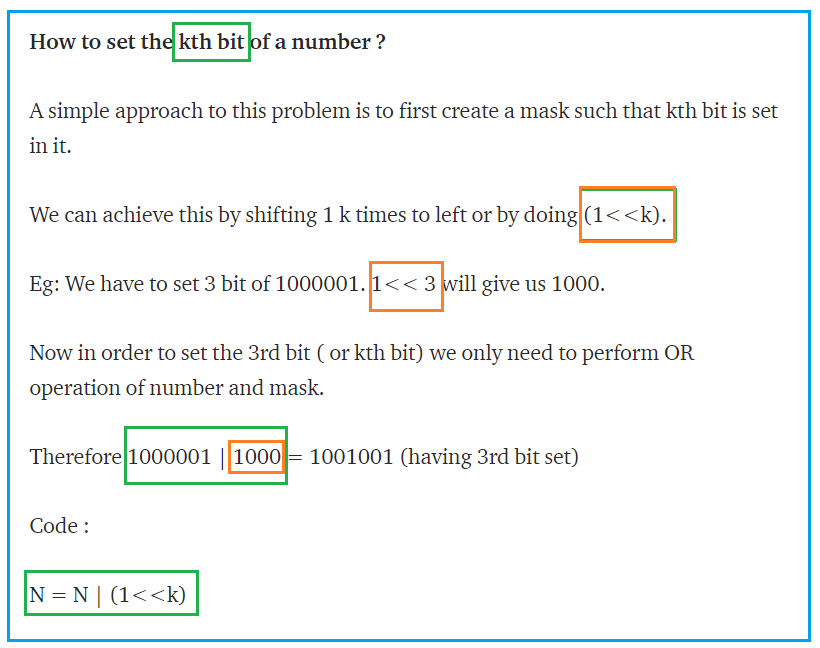 How to set the kth bit of a number ?
A simple approach to this problem is to first create a mask such that kth bit is set
in it.
We can achieve this by shifting 1 k times to left or by doing (1<<k).
Eg: We have to set 3 bit of 1000001. 1<< 3 will give us 1000.
Now in order to set the 3rd bit ( or kth bit) we only need to perform OR
operation of number and mask.
Therefore 1000001 | 1000 = 1001001 (having 3rd bit set)
Code :
N = N | (1<<k)